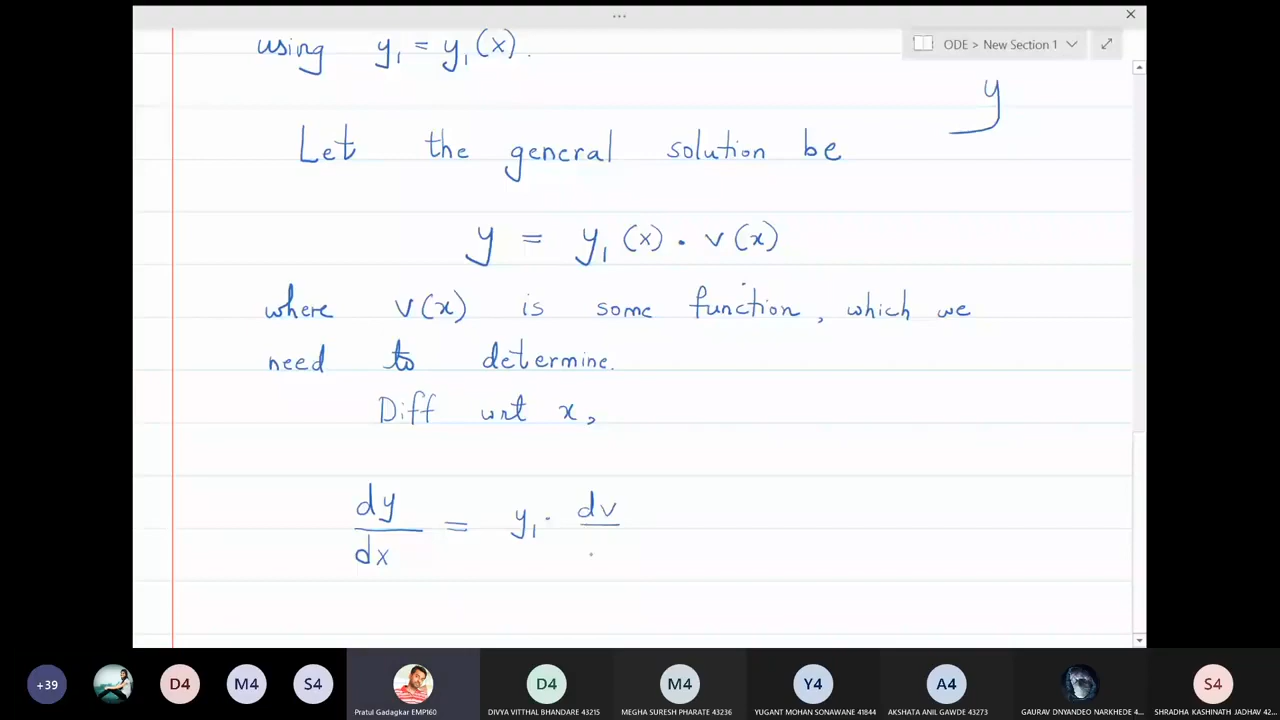 using y₁ = y₁(x).
ODE > New Section 1
y
Let the general solution be
y = y₁(x) · v(x)
where v(x) is some function, which we
need to determine.
Diff wrt x,
dy/dx = y₁ · dv
+39
D4
M4
S4
D4
M4
Y4
A4
S4
Pratul Gadagkar EMP160
DIVYA VITTHAL BHANDARE 43215
MEGHA SURESH PHARATE 43236
YUGANT MOHAN SONAWANE 41844
AKSHATA ANIL GAWDE 43273
GAURAV DNYANDEO NARKHEDE 4...
SHRADHA KASHINATH JADHAV 42...